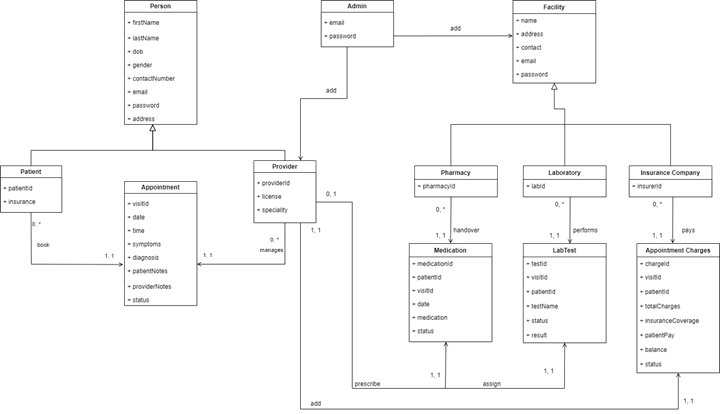 Person
+ firstName
+ lastName
+ dob
+ gender
+ contactNumber
+ email
+ password
+ address
Admin
+ email
+ password
add
add
Facility
+ name
+ address
+ contact
+ email
+ password
Patient
+ patientId
+ insurance
0, *
book
1, 1
Appointment
+ visitId
+ date
+ time
+ symptoms
+ diagnosis
+ patientNotes
+ providerNotes
+ status
Provider
+ providerId
+ license
+ speciality
0, 1
0, *
1, 1
manages
1, 1
Pharmacy
+ pharmacyId
0, *
1, 1
handover
Laboratory
+ labId
0, *
1, 1
performs
Insurance Company
+ insurerId
0, *
1, 1
pays
Medication
+ medicationId
+ patientId
+ visitId
+ date
+ medication
+ status
LabTest
+ testId
+ visitId
+ patientId
+ testName
+ status
+ result
Appointment Charges
+ chargeId
+ visitId
+ patientId
+ totalCharges
+ insuranceCoverage
+ patientPay
+ balance
+ status
1, 1
1, 1
prescribe
assign
add
1, 1